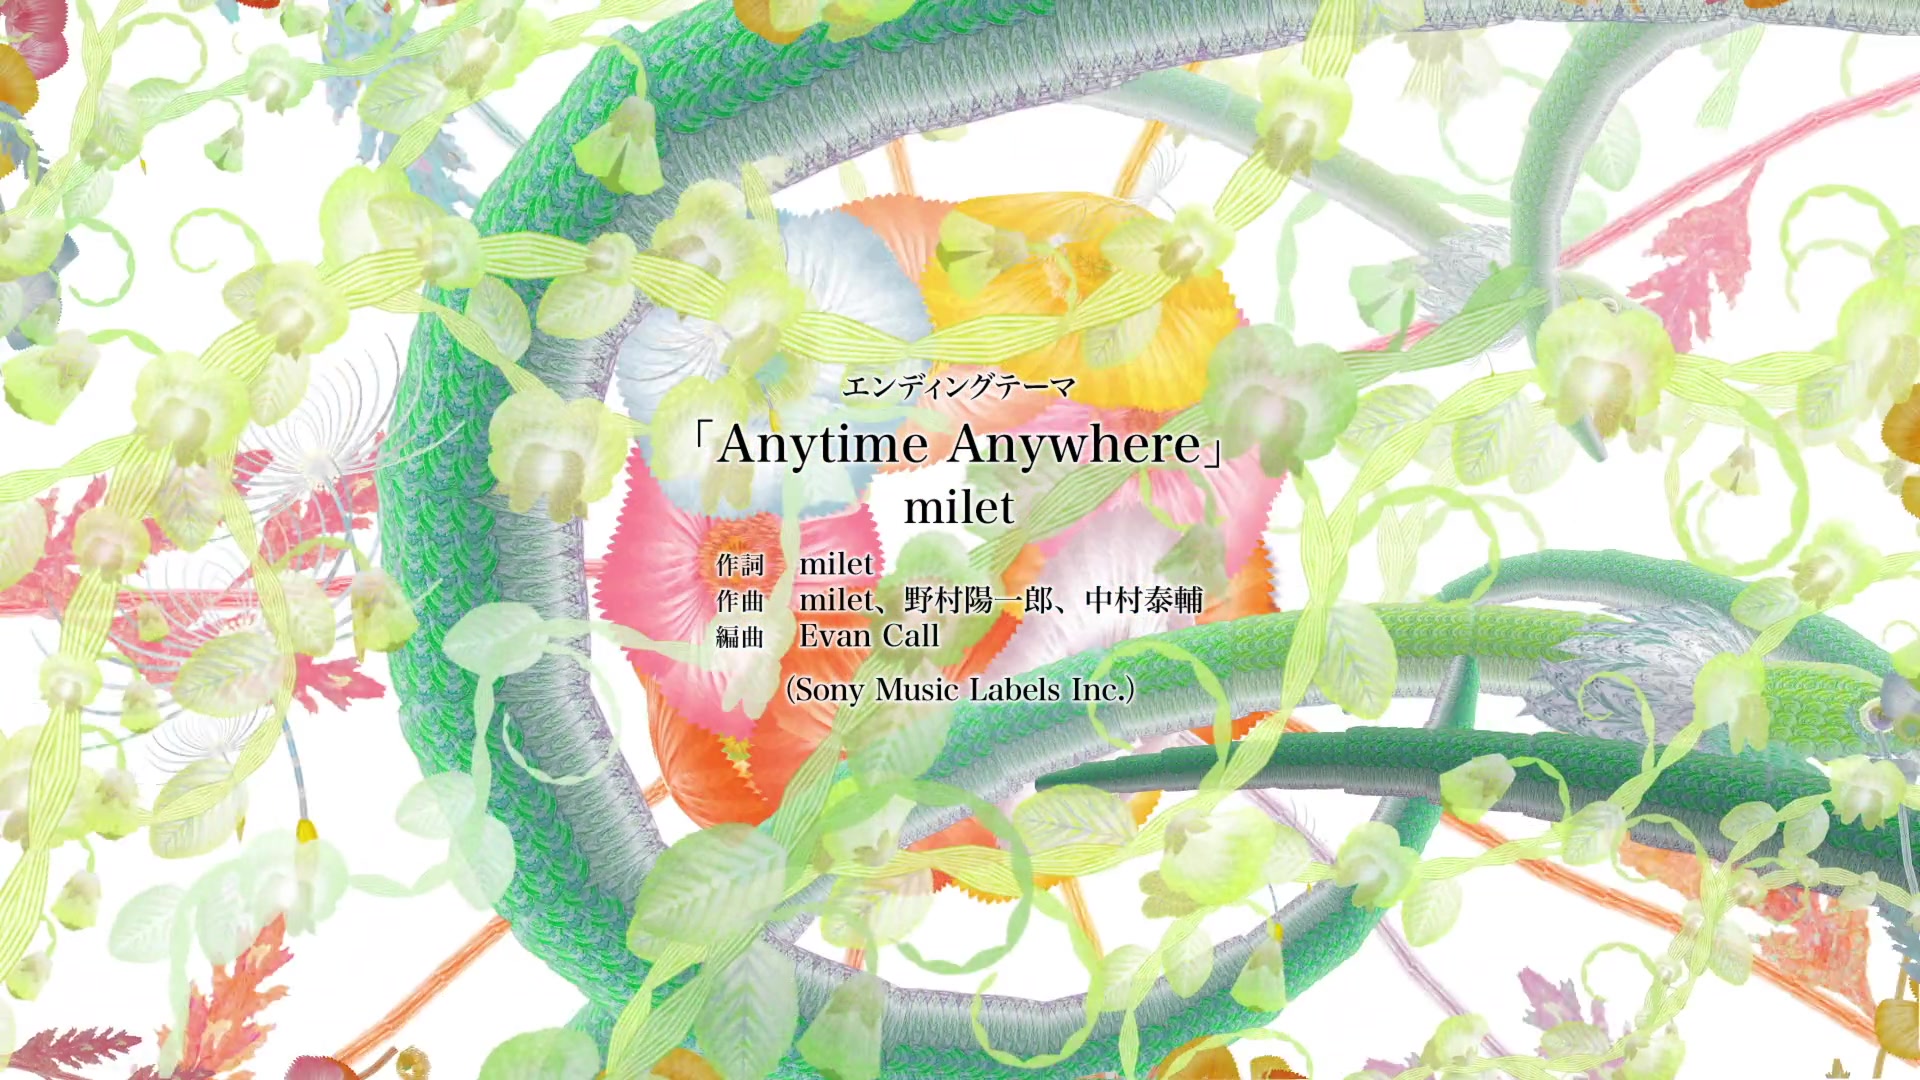 エンディングテーマ
「Anytime Anywhere」
milet
作詞 milet
作曲 milet、野村陽一郎、中村泰輔
編曲 Evan Call
(Sony Music Labels Inc.)